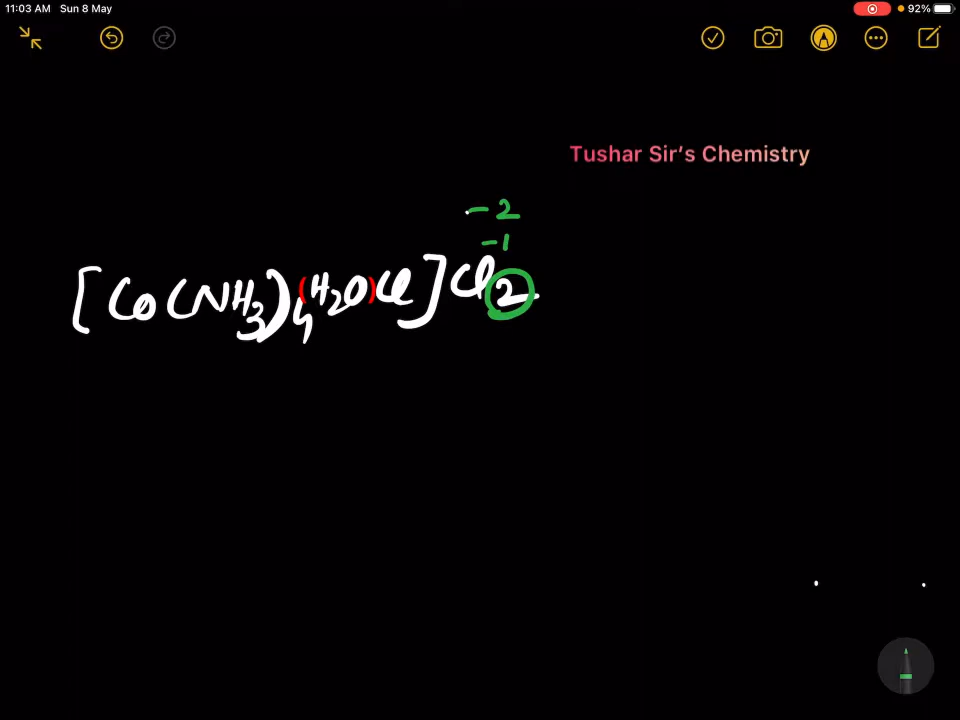 11:03 AM Sun 8 May 92%
Tushar Sir's Chemistry
-2
-1
[Co(NH3)4(H2O)Cl]Cl2